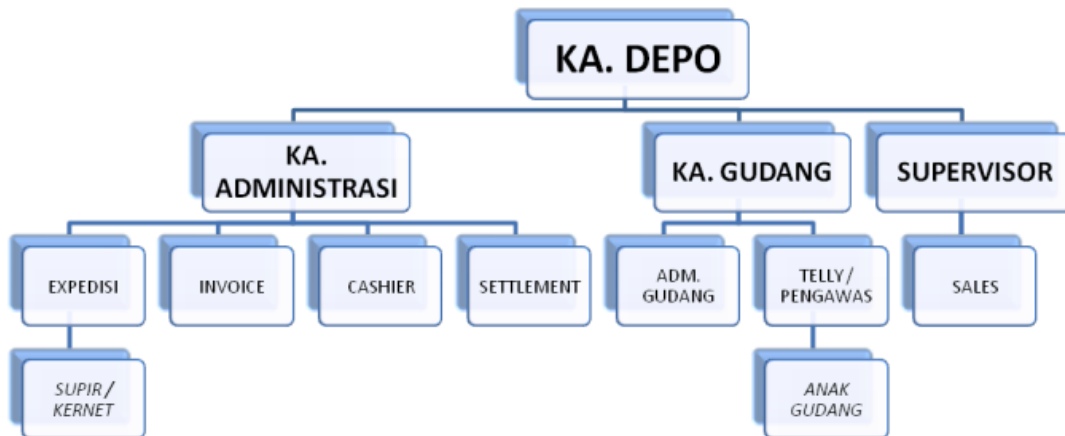 KA. DEPO
KA.
ADMINISTRASI
KA. GUDANG
SUPERVISOR
EXPEDISI
INVOICE
CASHIER
SETTLEMENT
ADM.
GUDANG
TELLY /
PENGAWAS
SALES
SUPIR /
KERNET
ANAK
GUDANG